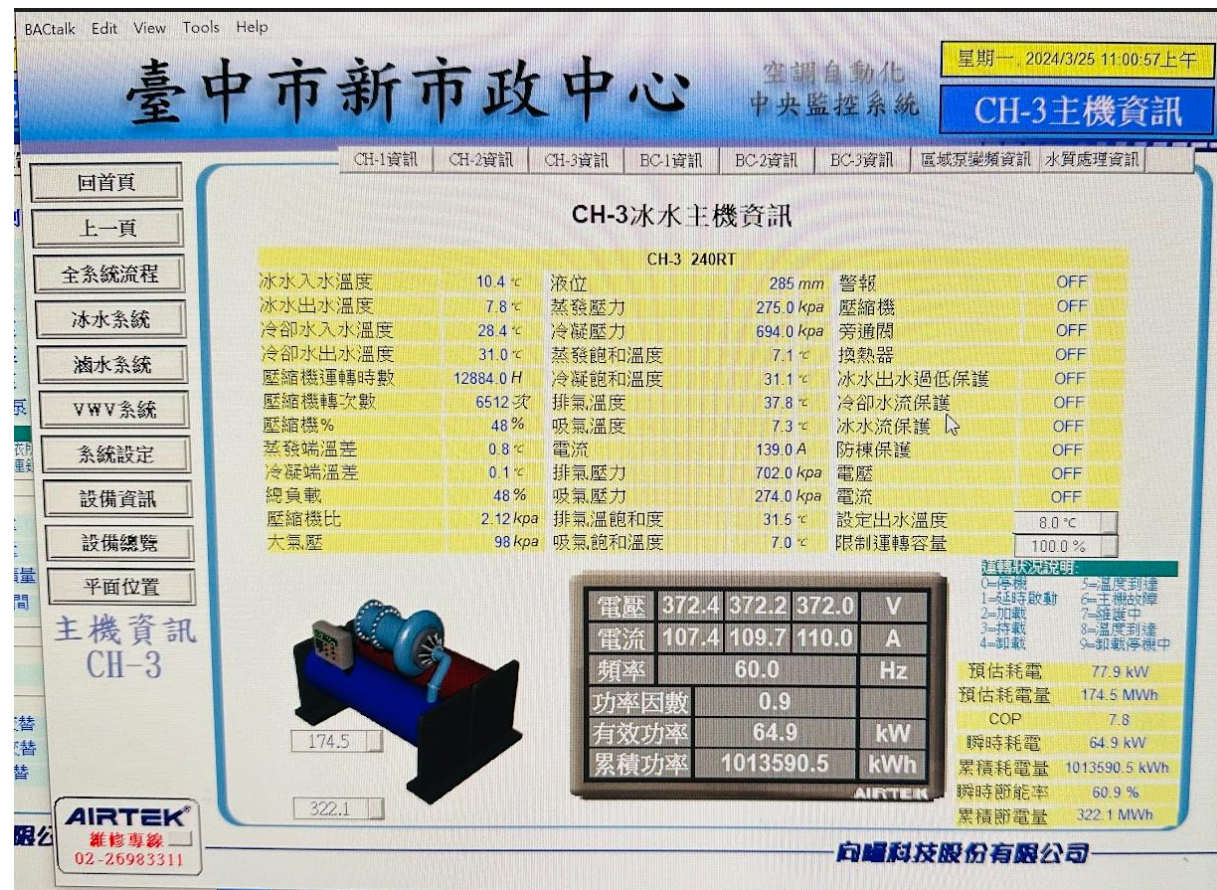 BACtalk Edit View Tools Help
臺中市新市政中心
空調自動化
中央監控系統
星期一, 2024/3/25 11:00:57上午
CH-3主機資訊
CH-1資訊 CH-2資訊 CH-3資訊 BC-1資訊 BC-2資訊 BC-3資訊 區域泵變頻資訊 水質處理資訊
回首頁
上一頁
全系統流程
冰水系統
滷水系統
VWV系統
系統設定
設備資訊
設備總覽
平面位置
主機資訊
CH-3
CH-3冰水主機資訊
CH-3 240RT
冰水入水溫度 10.4 ℃ 液位 285 mm 警報 OFF
冰水出水溫度 7.8 ℃ 蒸發壓力 275.0 kpa 壓縮機 OFF
冷卻水入水溫度 28.4 ℃ 冷凝壓力 694.0 kpa 旁通閥 OFF
冷卻水出水溫度 31.0 ℃ 蒸發飽和溫度 7.1 ℃ 換熱器 OFF
壓縮機運轉時數 12884.0 H 冷凝飽和溫度 31.1 ℃ 冰水出水過低保護 OFF
壓縮機轉次數 6512 次 排氣溫度 37.8 ℃ 冷卻水流保護 OFF
壓縮機% 48 % 吸氣溫度 7.3 ℃ 冰水流保護 OFF
蒸發端溫差 0.8 ℃ 電流 139.0 A 防棟保護 OFF
冷凝端溫差 0.1 ℃ 排氣壓力 702.0 kpa 電壓 OFF
總負載 48 % 吸氣壓力 274.0 kpa 電流 OFF
壓縮機比 2.12 kpa 排氣溫飽和度 31.5 ℃ 設定出水溫度 8.0 ℃
大氣壓 98 kpa 吸氣飽和溫度 7.0 ℃ 限制運轉容量 100.0 %
運轉狀況說明:
0=停機 5=溫度到達
1=延時啟動 6=主機故障
2=加載 7=維護中
3=持載 8=溫度到達
4=卸載 9=卸載停機中
電壓 372.4 372.2 372.0 V
電流 107.4 109.7 110.0 A
頻率 60.0 Hz
功率因數 0.9
有效功率 64.9 kW
累積功率 1013590.5 kWh
AIRTEK
174.5
322.1
預估耗電 77.9 kW
預估耗電量 174.5 MWh
COP 7.8
瞬時耗電 64.9 kW
累積耗電量 1013590.5 kWh
瞬時節能率 60.9 %
累積節電量 322.1 MWh
AIRTEK®
維修專線
02-26983311
科技股份有限公司